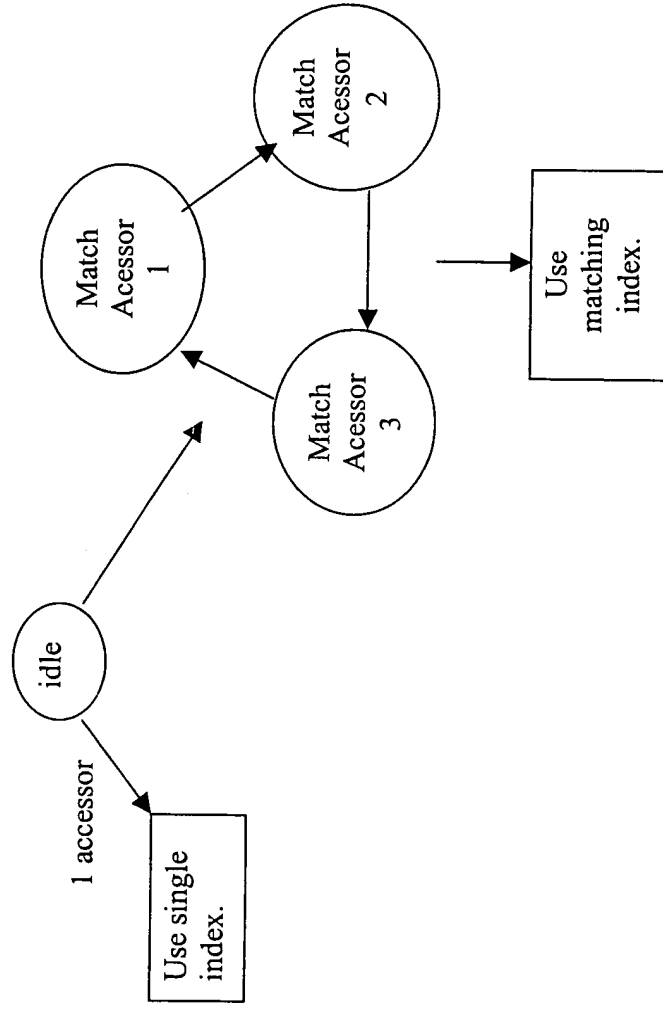 idle
1 accessor
Use single
index.
Match
Acessor
1
Match
Acessor
2
Match
Acessor
3
Use
matching
index.